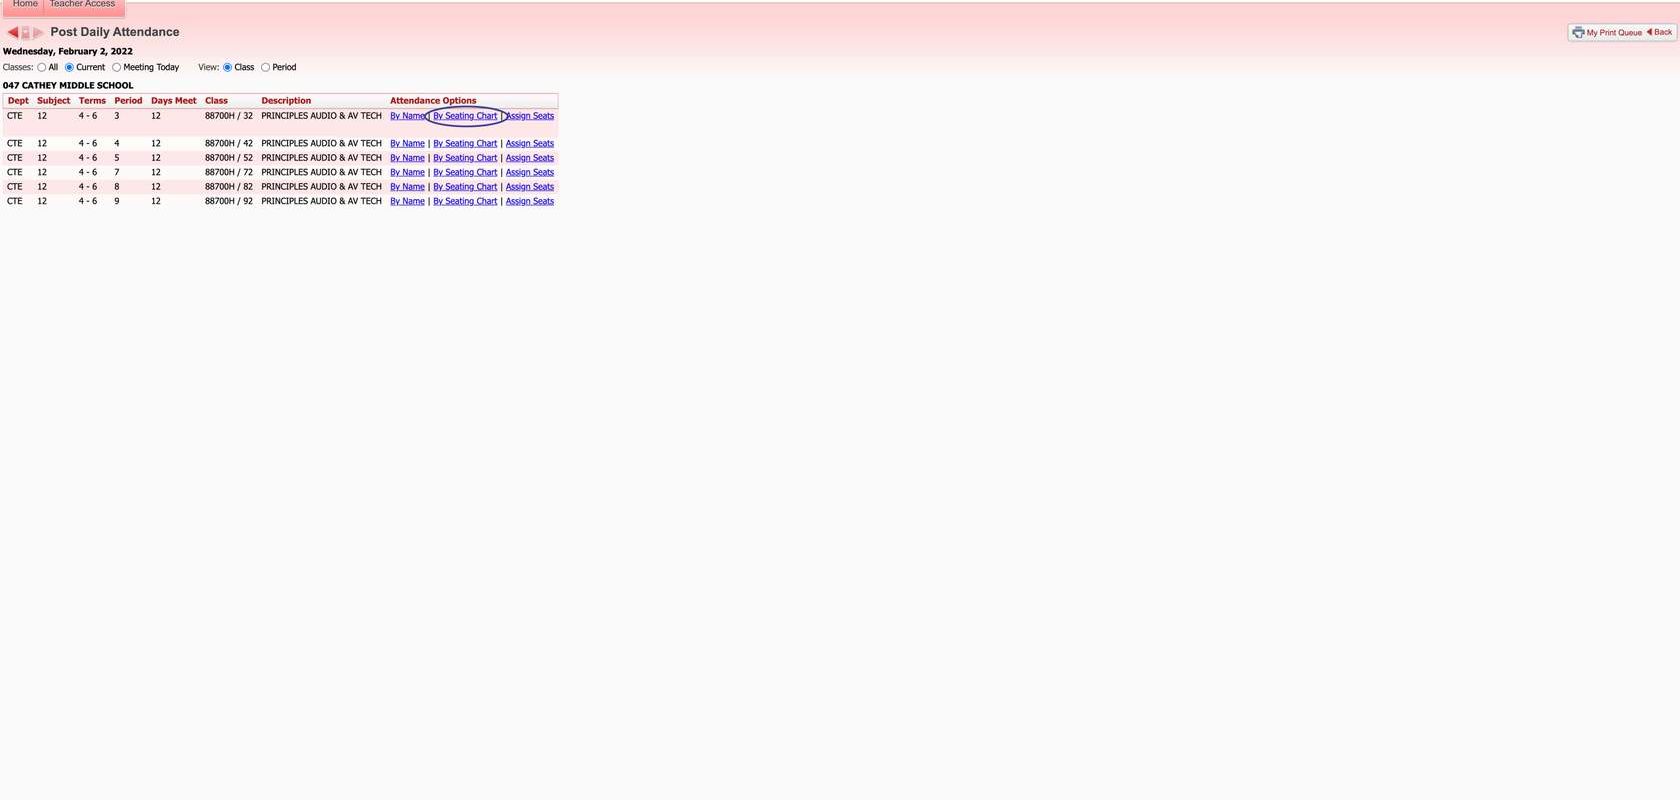 Home Teacher Access
Post Daily Attendance
My Print Queue Back
Wednesday, February 2, 2022
Classes: All Current Meeting Today View: Class Period
047 CATHEY MIDDLE SCHOOL
Dept Subject Terms Period Days Meet Class Description Attendance Options
CTE 12 4 - 6 3 12 88700H / 32 PRINCIPLES AUDIO & AV TECH By Name | By Seating Chart | Assign Seats
CTE 12 4 - 6 4 12 88700H / 42 PRINCIPLES AUDIO & AV TECH By Name | By Seating Chart | Assign Seats
CTE 12 4 - 6 5 12 88700H / 52 PRINCIPLES AUDIO & AV TECH By Name | By Seating Chart | Assign Seats
CTE 12 4 - 6 7 12 88700H / 72 PRINCIPLES AUDIO & AV TECH By Name | By Seating Chart | Assign Seats
CTE 12 4 - 6 8 12 88700H / 82 PRINCIPLES AUDIO & AV TECH By Name | By Seating Chart | Assign Seats
CTE 12 4 - 6 9 12 88700H / 92 PRINCIPLES AUDIO & AV TECH By Name | By Seating Chart | Assign Seats